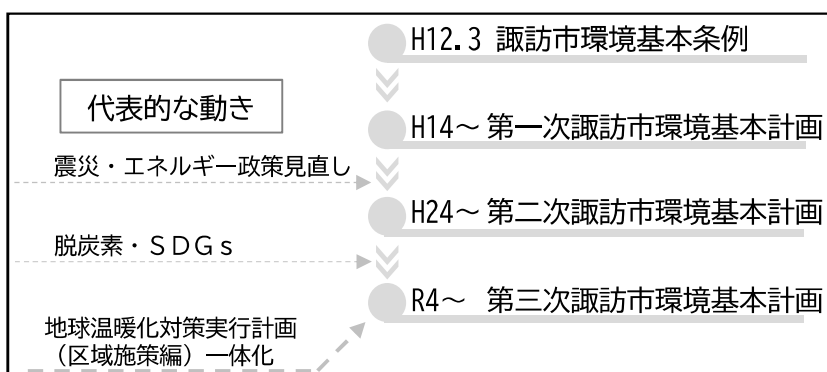 H12.3 諏訪市環境基本条例
代表的な動き
H14～ 第一次諏訪市環境基本計画
震災・エネルギー政策見直し
H24～ 第二次諏訪市環境基本計画
脱炭素・ＳＤＧｓ
R4～ 第三次諏訪市環境基本計画
地球温暖化対策実行計画
（区域施策編）一体化